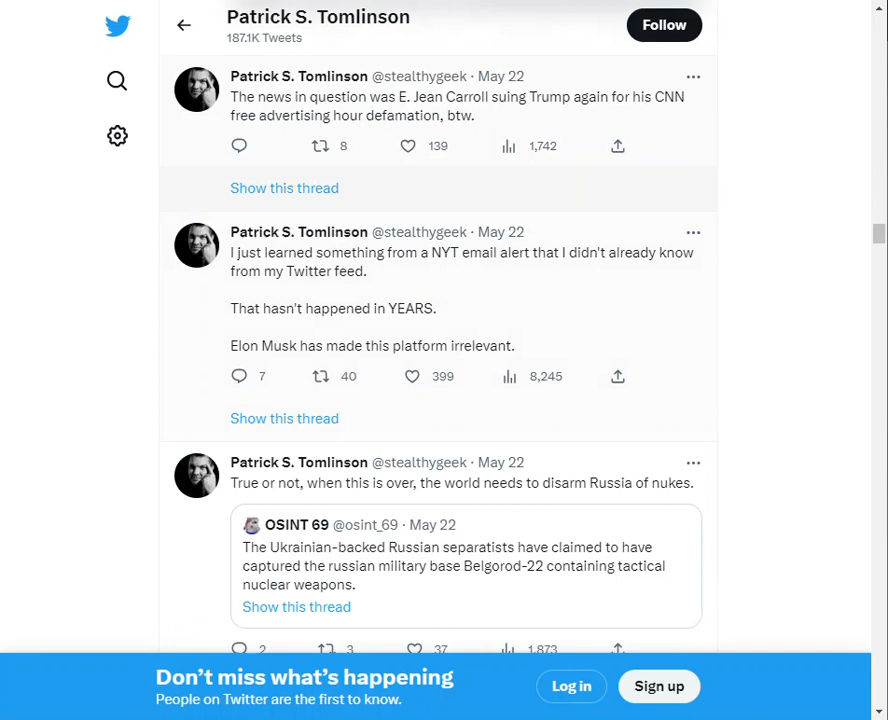 Patrick S. Tomlinson
187.1K Tweets
Follow
Patrick S. Tomlinson @stealthygeek · May 22
The news in question was E. Jean Carroll suing Trump again for his CNN
free advertising hour defamation, btw.
8 139 1,742
Show this thread
Patrick S. Tomlinson @stealthygeek · May 22
I just learned something from a NYT email alert that I didn't already know
from my Twitter feed.
That hasn't happened in YEARS.
Elon Musk has made this platform irrelevant.
7 40 399 8,245
Show this thread
Patrick S. Tomlinson @stealthygeek · May 22
True or not, when this is over, the world needs to disarm Russia of nukes.
OSINT 69 @osint_69 · May 22
The Ukrainian-backed Russian separatists have claimed to have
captured the russian military base Belgorod-22 containing tactical
nuclear weapons.
Show this thread
2 3 37 1,873
Don't miss what's happening
People on Twitter are the first to know.
Log in
Sign up